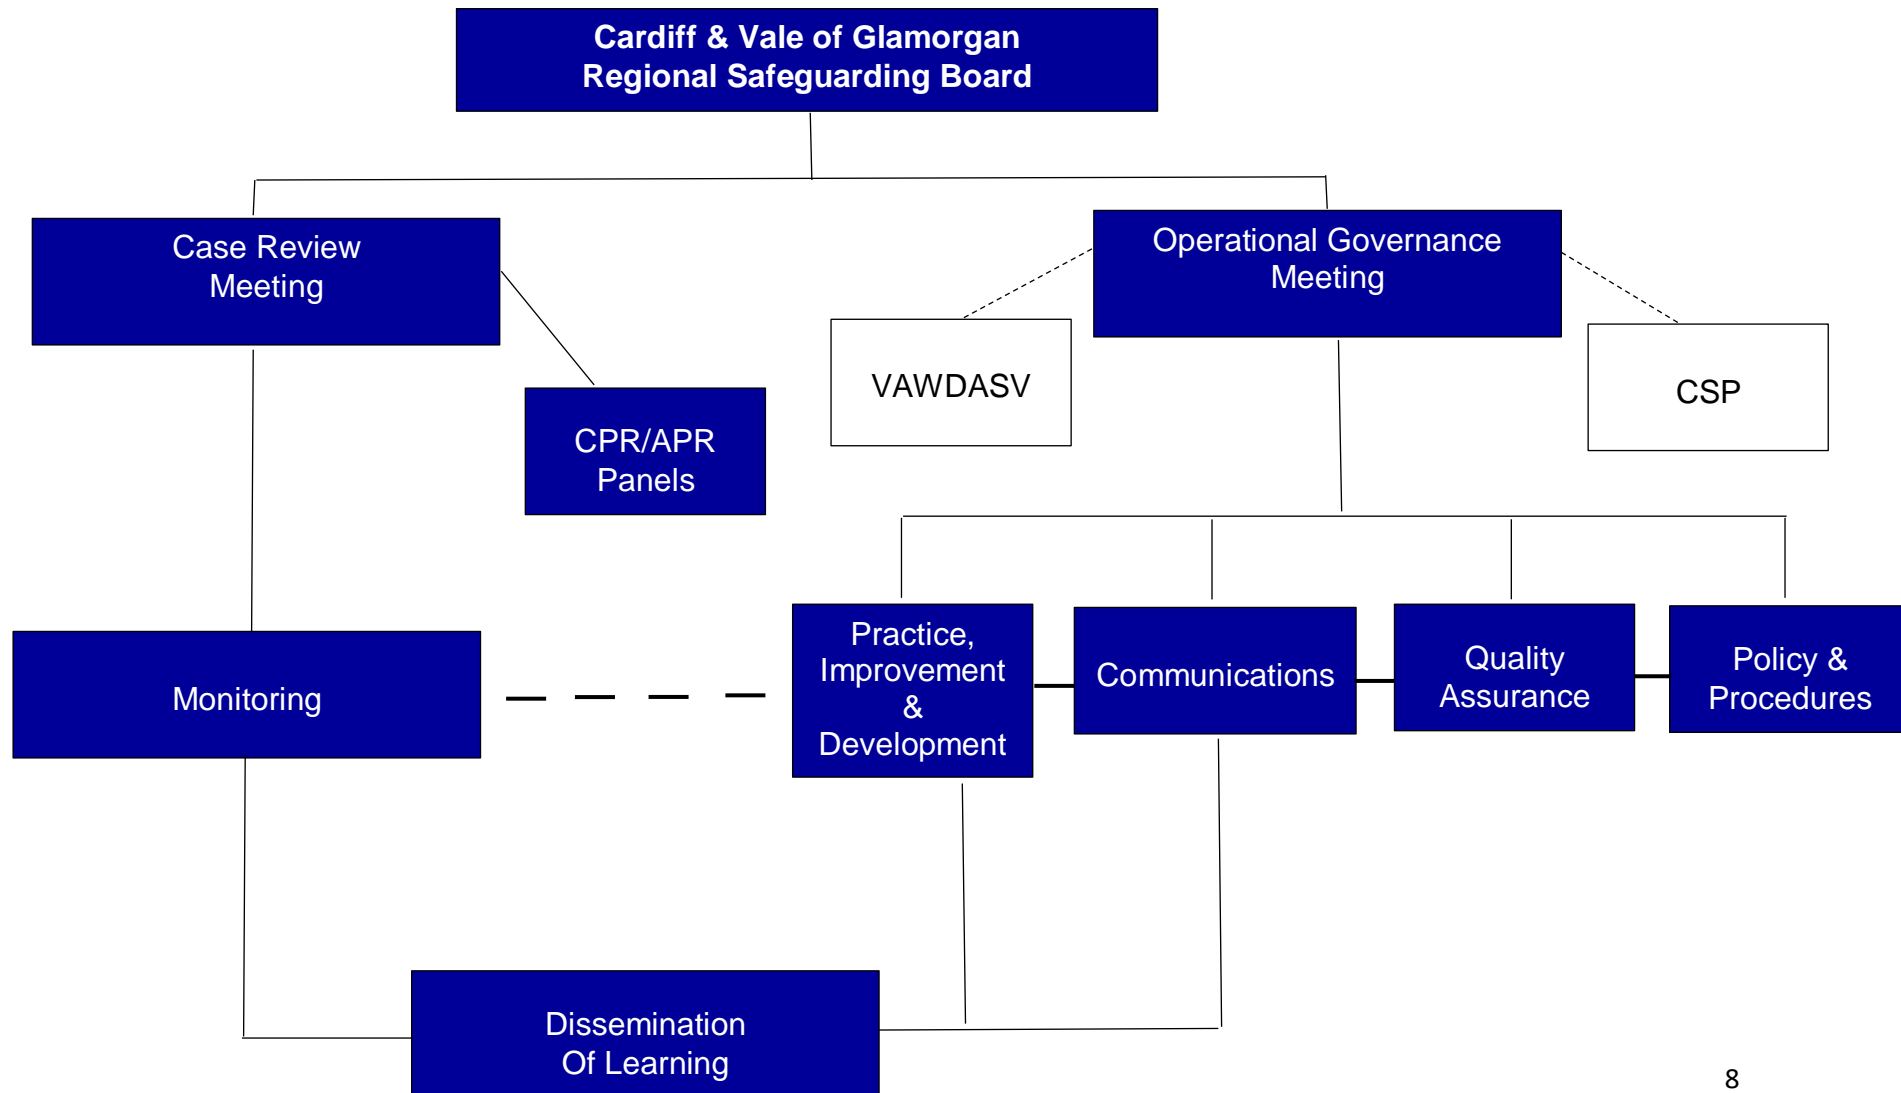 Cardiff & Vale of Glamorgan
Regional Safeguarding Board
Case Review
Meeting
Operational Governance
Meeting
VAWDASV
CSP
CPR/APR
Panels
Monitoring
Practice,
Improvement
&
Development
Communications
Quality
Assurance
Policy &
Procedures
Dissemination
Of Learning
8